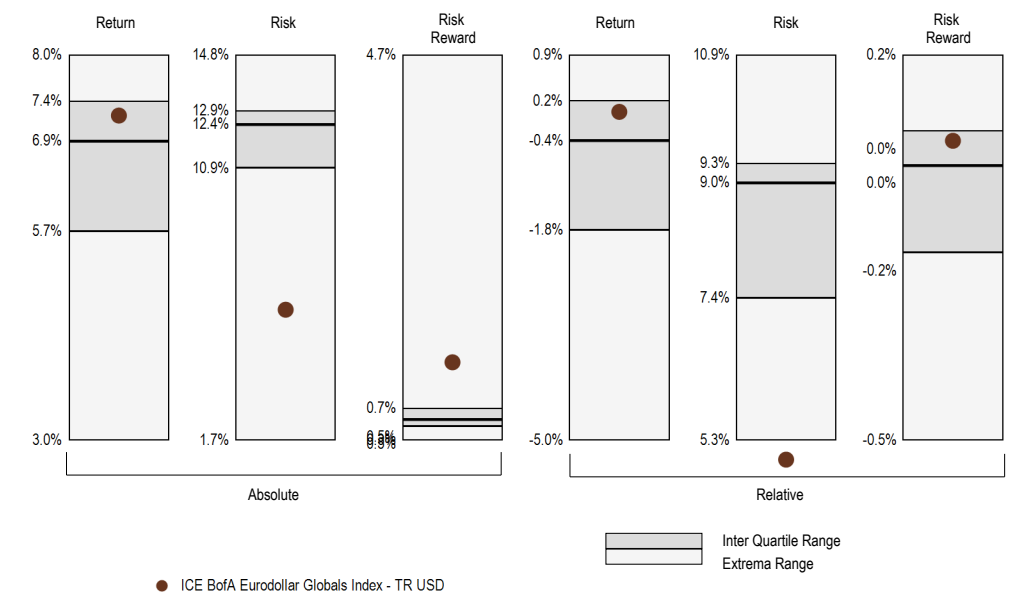 Return
Risk
Risk
Reward
Return
Risk
Risk
Reward
8.0%
7.4%
6.9%
5.7%
3.0%
14.8%
12.9%
12.4%
10.9%
1.7%
4.7%
0.7%
0.9%
0.2%
-0.4%
-1.8%
-5.0%
10.9%
9.3%
9.0%
7.4%
5.3%
0.2%
0.0%
0.0%
-0.2%
-0.5%
Absolute
Relative
Inter Quartile Range
Extrema Range
ICE BofA Eurodollar Globals Index - TR USD